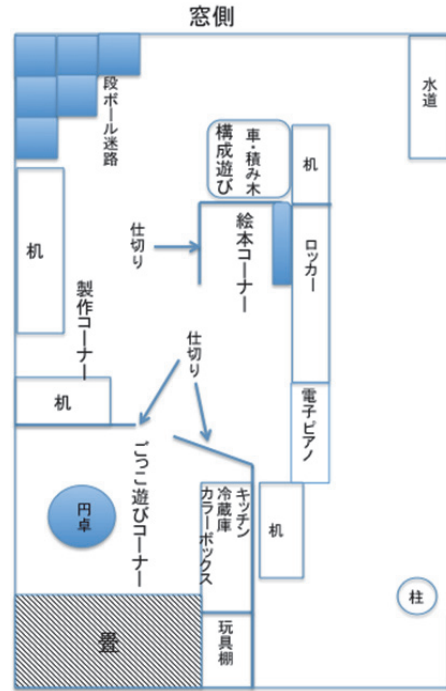 窓側
水道
段ボール迷路
車・積み木
構成遊び
机
机
仕切り
絵本コーナー
ロッカー
製作コーナー
仕切り
机
電子ピアノ
ごっこ遊びコーナー
円卓
キッチン
冷蔵庫
カラーボックス
机
柱
畳
玩具棚